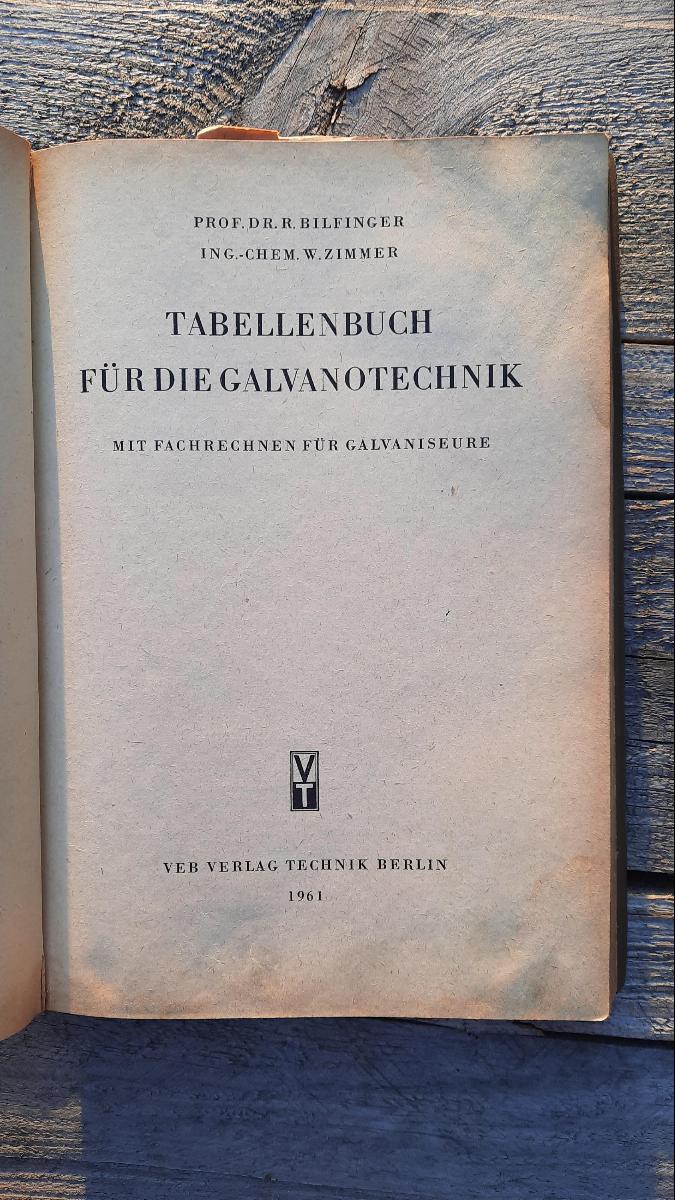 PROF. DR. R. BILFINGER
ING.-CHEM. W. ZIMMER
TABELLENBUCH
FÜR DIE GALVANOTECHNIK
MIT FACHRECHNEN FÜR GALVANISEURE
VT
VEB VERLAG TECHNIK BERLIN
1961